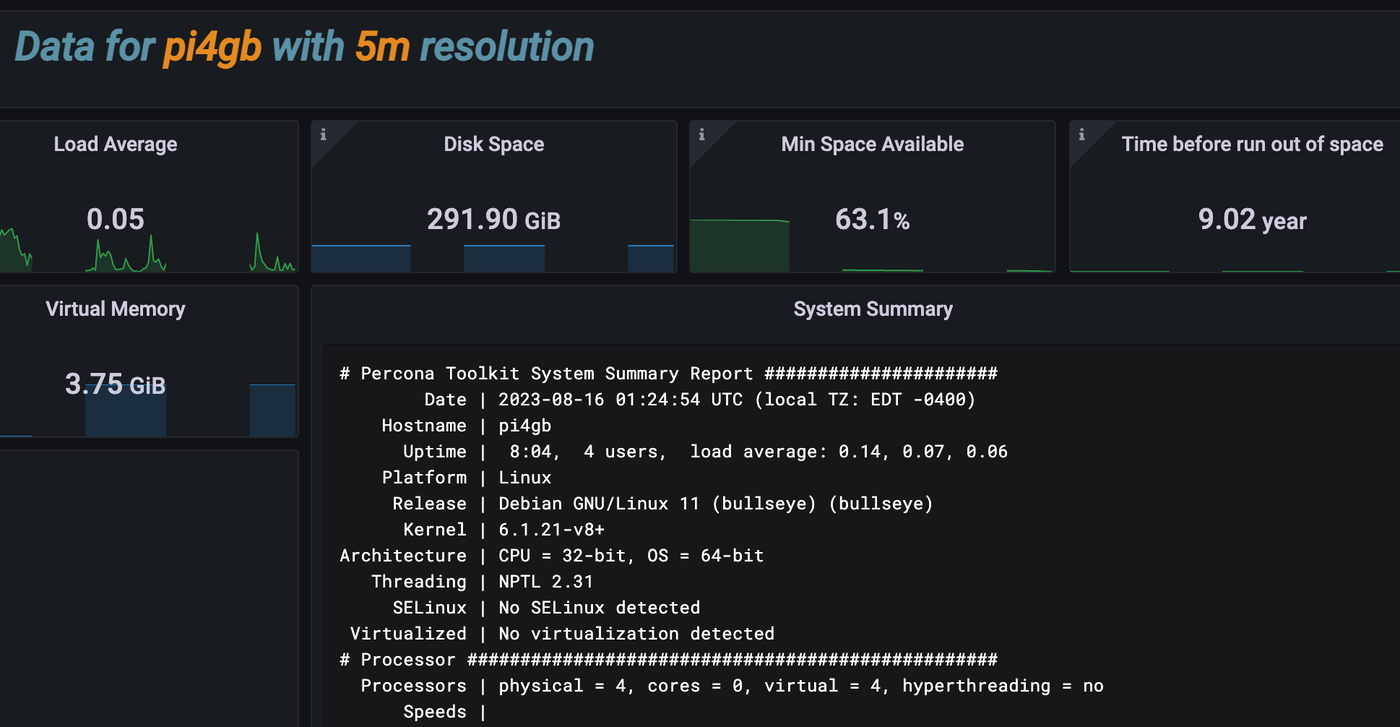 Data for pi4gb with 5m resolution
Load Average
0.05
i
Disk Space
291.90 GiB
i
Min Space Available
63.1%
i
Time before run out of space
9.02 year
Virtual Memory
3.75 GiB
System Summary
# Percona Toolkit System Summary Report ######################
Date | 2023-08-16 01:24:54 UTC (local TZ: EDT -0400)
Hostname | pi4gb
Uptime |  8:04,  4 users,  load average: 0.14, 0.07, 0.06
Platform | Linux
Release | Debian GNU/Linux 11 (bullseye) (bullseye)
Kernel | 6.1.21-v8+
Architecture | CPU = 32-bit, OS = 64-bit
Threading | NPTL 2.31
SELinux | No SELinux detected
Virtualized | No virtualization detected
# Processor ##################################################
Processors | physical = 4, cores = 0, virtual = 4, hyperthreading = no
Speeds |